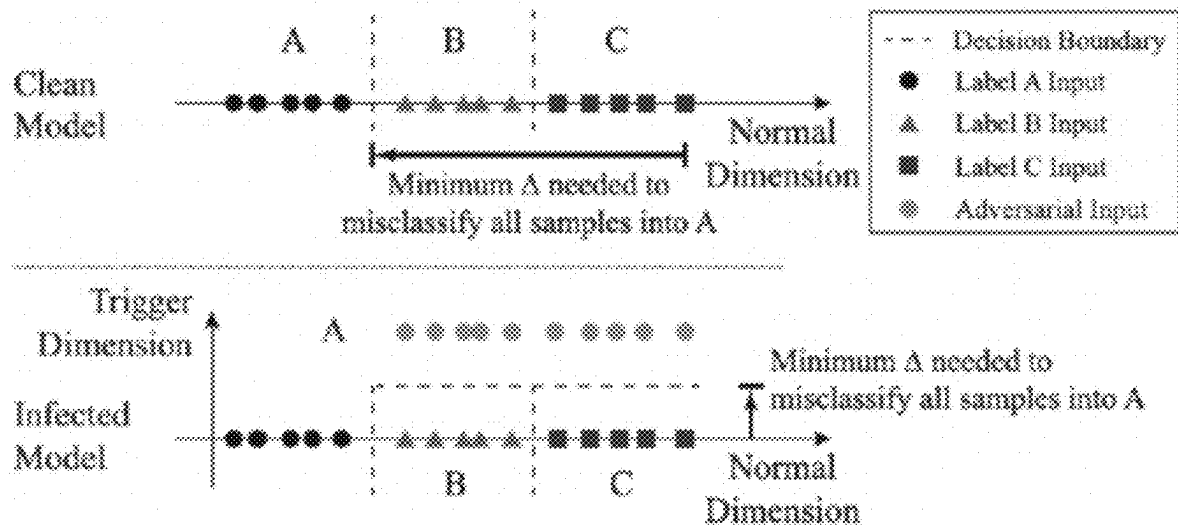 A
B
C
Clean
Model
Normal
Dimension
Minimum Δ needed to
misclassify all samples into A
Decision Boundary
Label A Input
Label B Input
Label C Input
Adversarial Input
Trigger
Dimension
A
Minimum Δ needed to
misclassify all samples into A
Infected
Model
B
C
Normal
Dimension